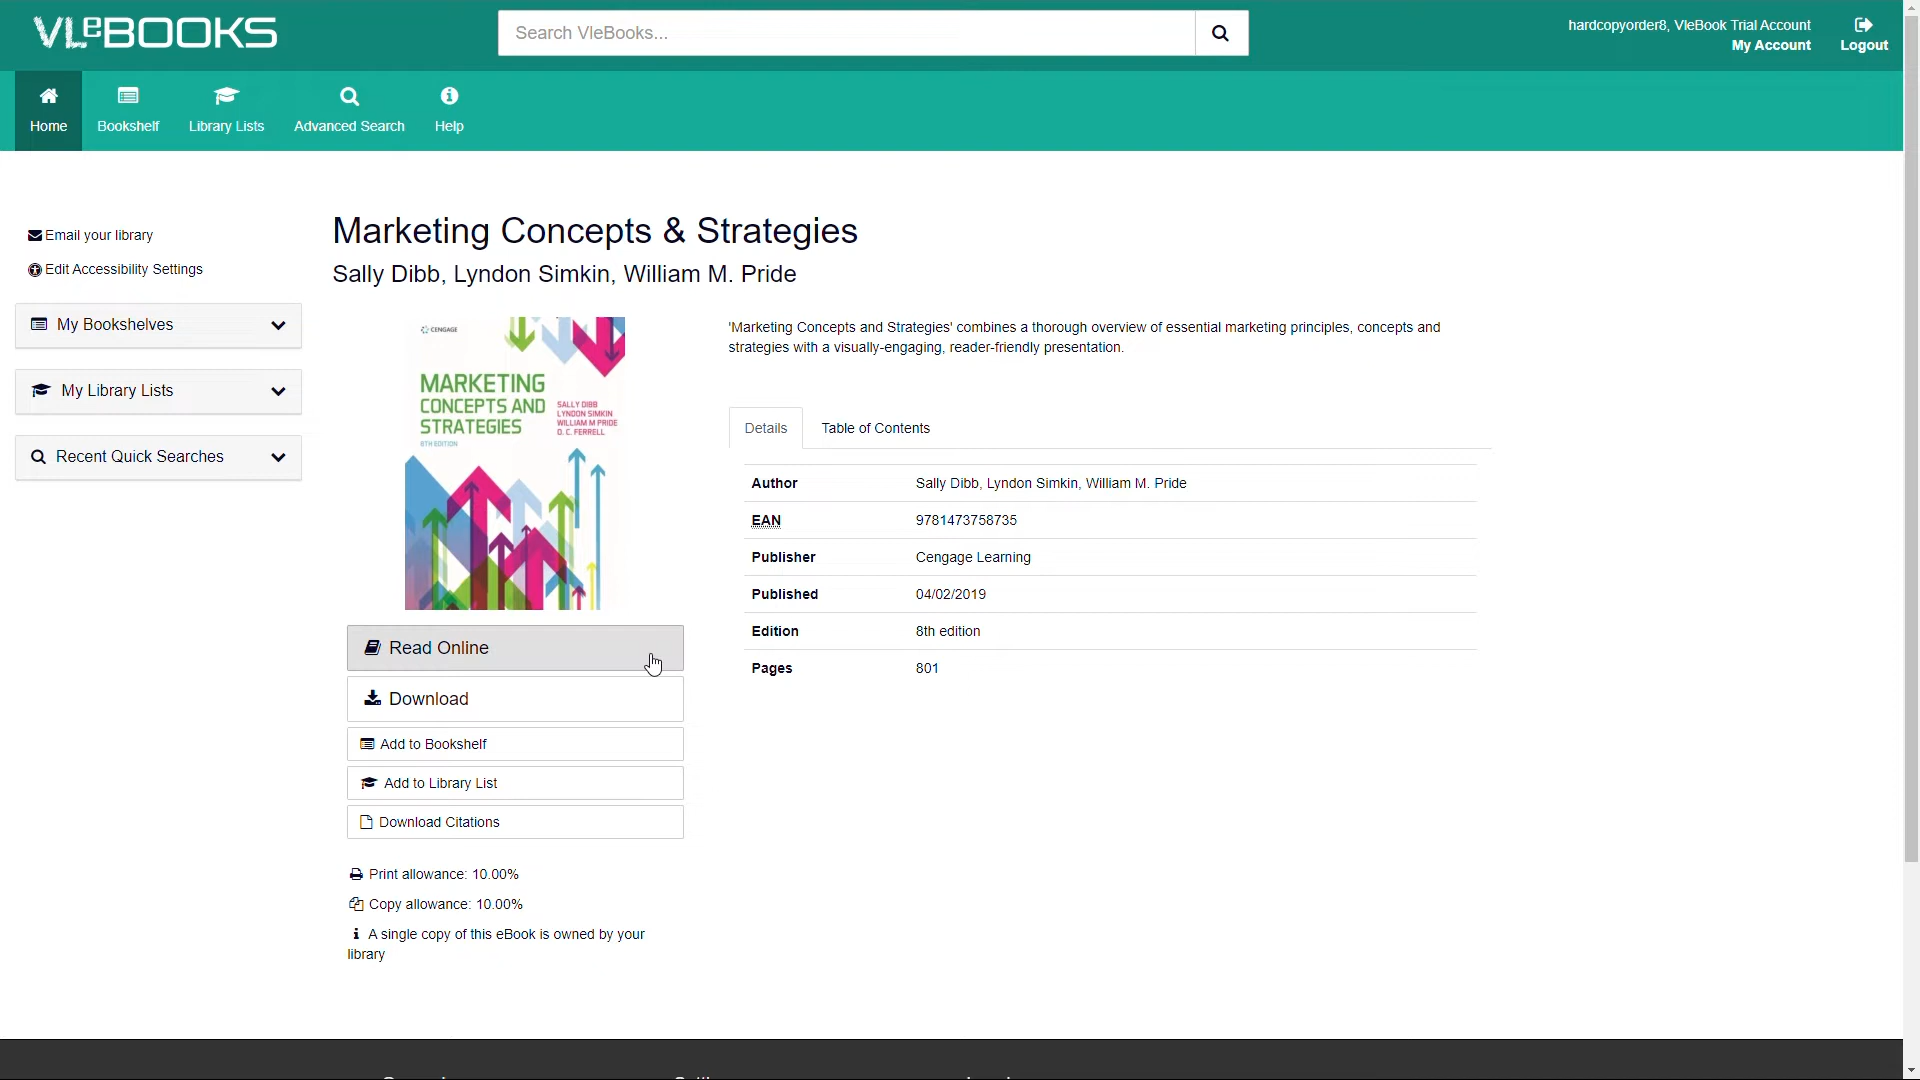 VLeBOOKS
Search VleBooks...
hardcopyorder8, VleBook Trial Account
My Account
Logout
Home
Bookshelf
Library Lists
Advanced Search
Help
Email your library
Edit Accessibility Settings
My Bookshelves
My Library Lists
Recent Quick Searches
Marketing Concepts & Strategies
Sally Dibb, Lyndon Simkin, William M. Pride
CENGAGE
MARKETING
CONCEPTS AND
STRATEGIES
8TH EDITION
SALLY DIBB
LYNDON SIMKIN
WILLIAM M PRIDE
O. C. FERRELL
Read Online
Download
Add to Bookshelf
Add to Library List
Download Citations
Print allowance: 10.00%
Copy allowance: 10.00%
A single copy of this eBook is owned by your
library
'Marketing Concepts and Strategies' combines a thorough overview of essential marketing principles, concepts and
strategies with a visually-engaging, reader-friendly presentation.
Details
Table of Contents
Author Sally Dibb, Lyndon Simkin, William M. Pride
EAN 9781473758735
Publisher Cengage Learning
Published 04/02/2019
Edition 8th edition
Pages 801